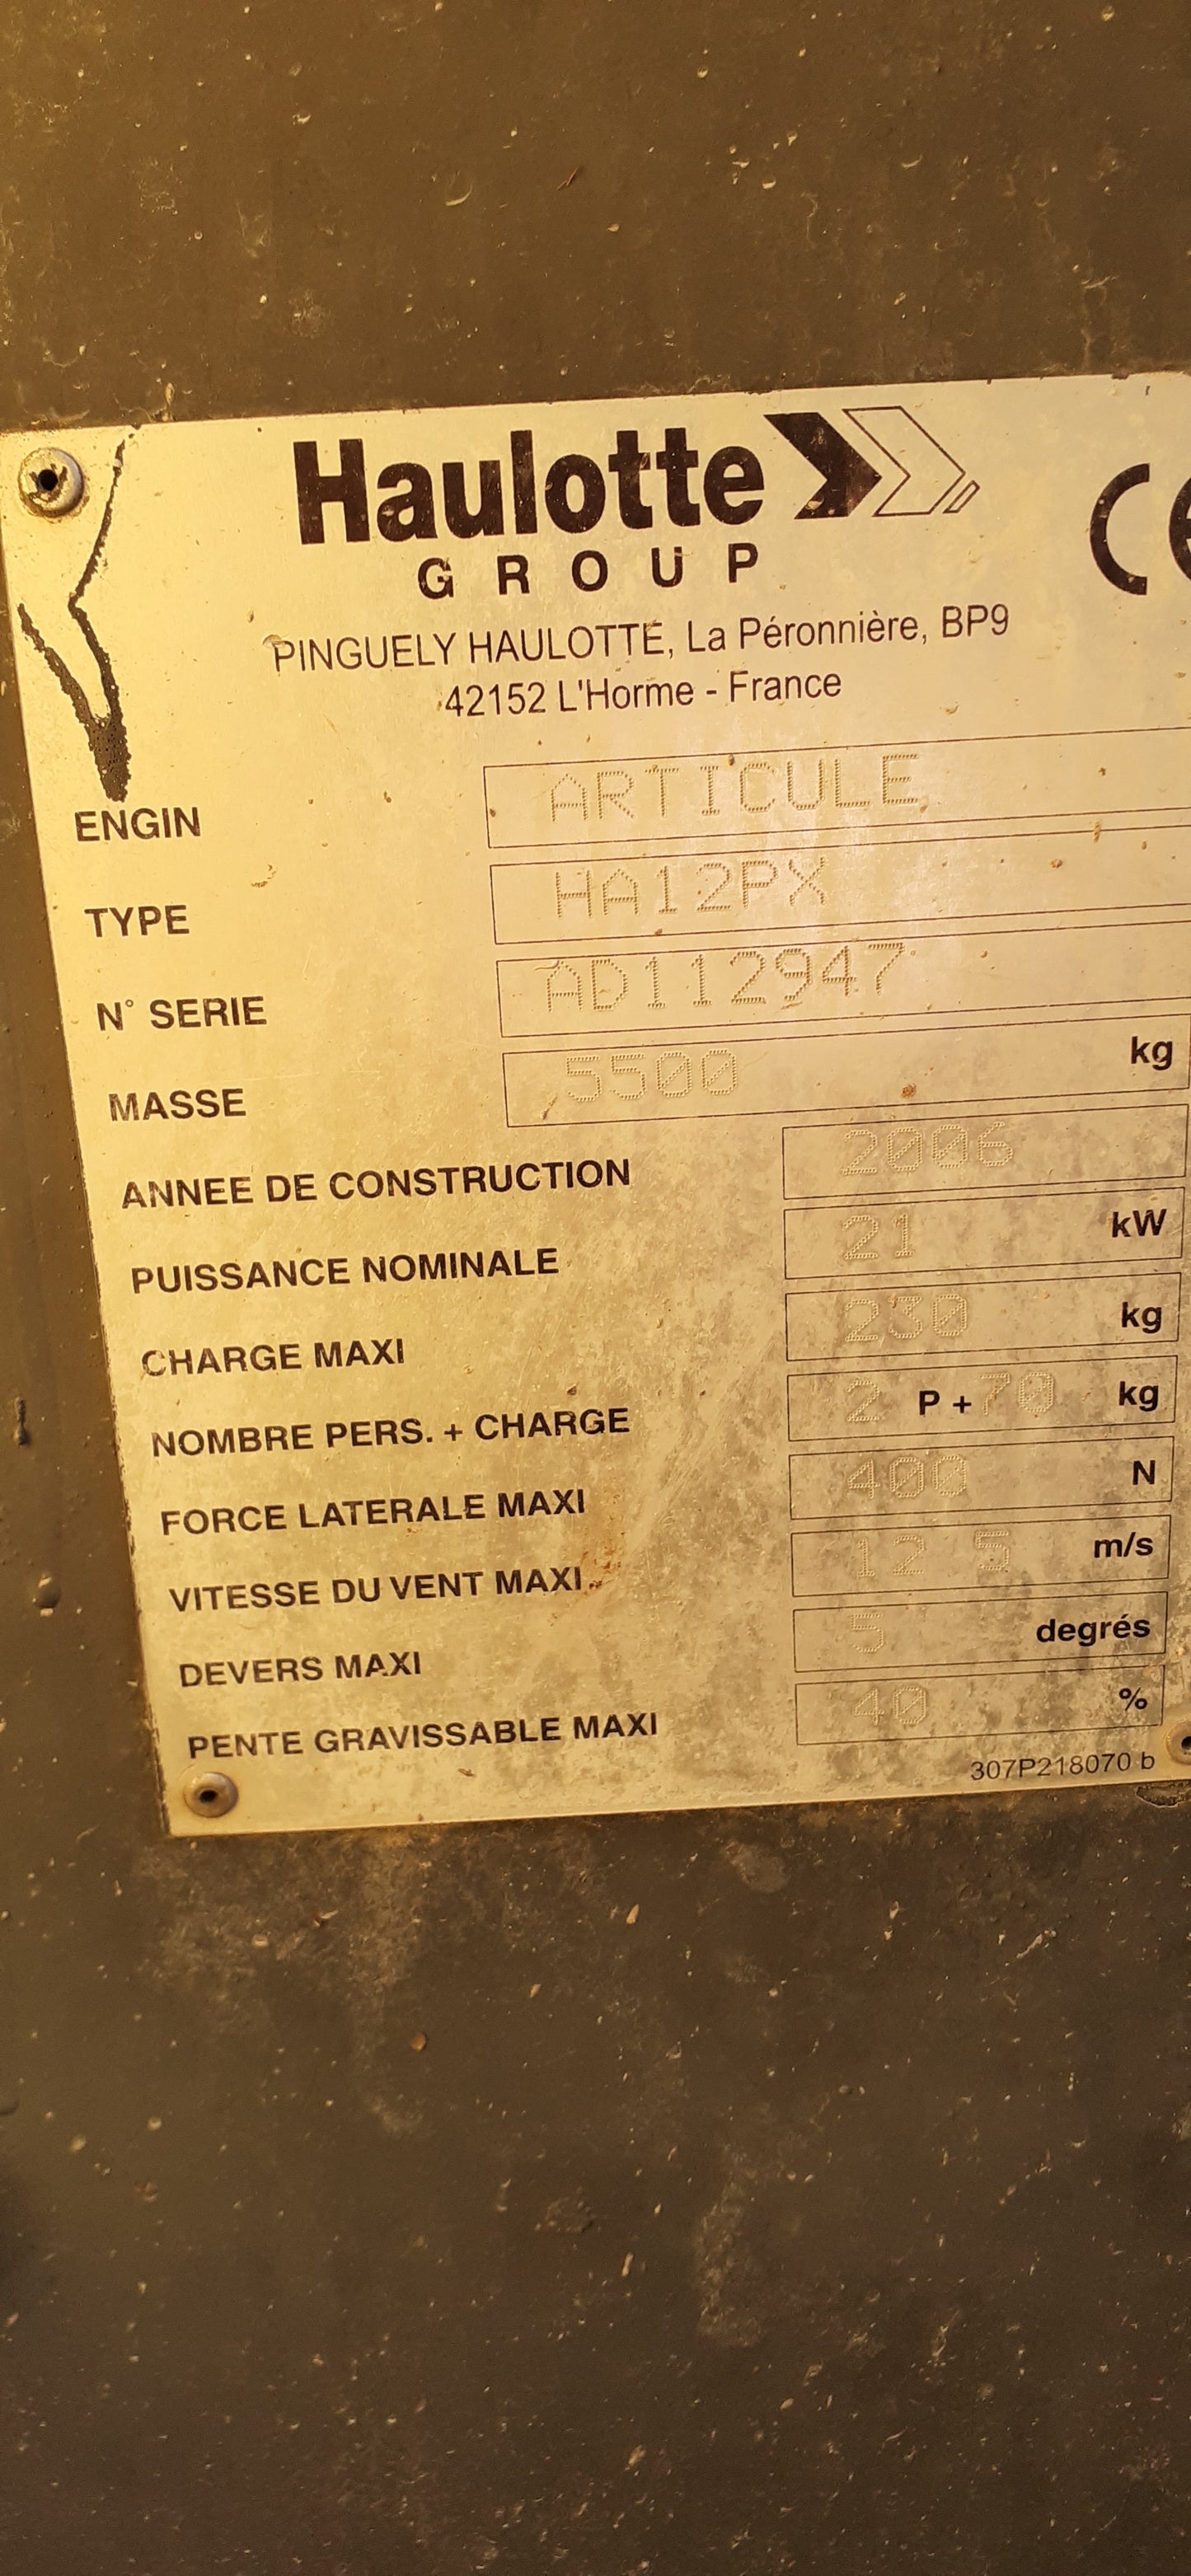 Haulotte
GROUP
CE
PINGUELY HAULOTTE, La Péronnière, BP9
42152 L'Horme - France
ENGIN ARTICULE
TYPE HA12PX
N° SERIE AD112947
MASSE 5500 kg
ANNEE DE CONSTRUCTION 2006
PUISSANCE NOMINALE 21 kW
CHARGE MAXI 230 kg
NOMBRE PERS. + CHARGE 2 P + 70 kg
FORCE LATERALE MAXI 400 N
VITESSE DU VENT MAXI 12 5 m/s
DEVERS MAXI 5 degrés
PENTE GRAVISSABLE MAXI 40 %
307P218070 b